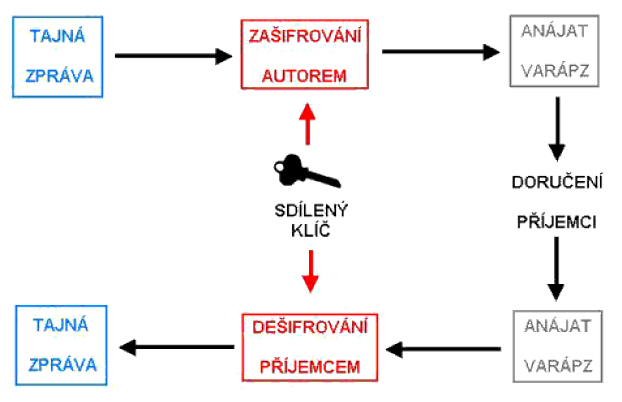 TAJNÁ
ZPRÁVA
ZAŠIFROVÁNÍ
AUTOREM
ANÁJAT
VARÁPZ
DORUČENÍ
PŘÍJEMCI
SDÍLENÝ
KLÍČ
TAJNÁ
ZPRÁVA
DEŠIFROVÁNÍ
PŘÍJEMCEM
ANÁJAT
VARÁPZ